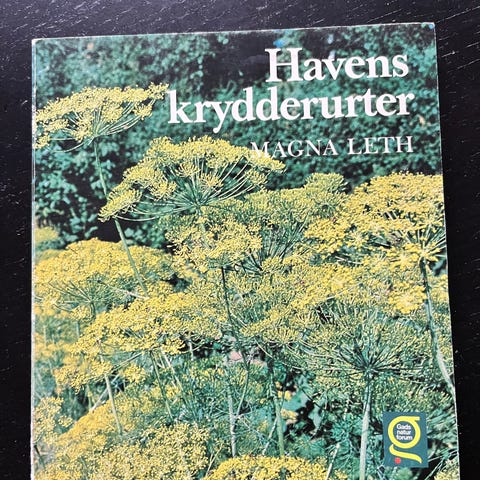 Havens
krydderurter
MAGNA LETH
Gads
natur
forum